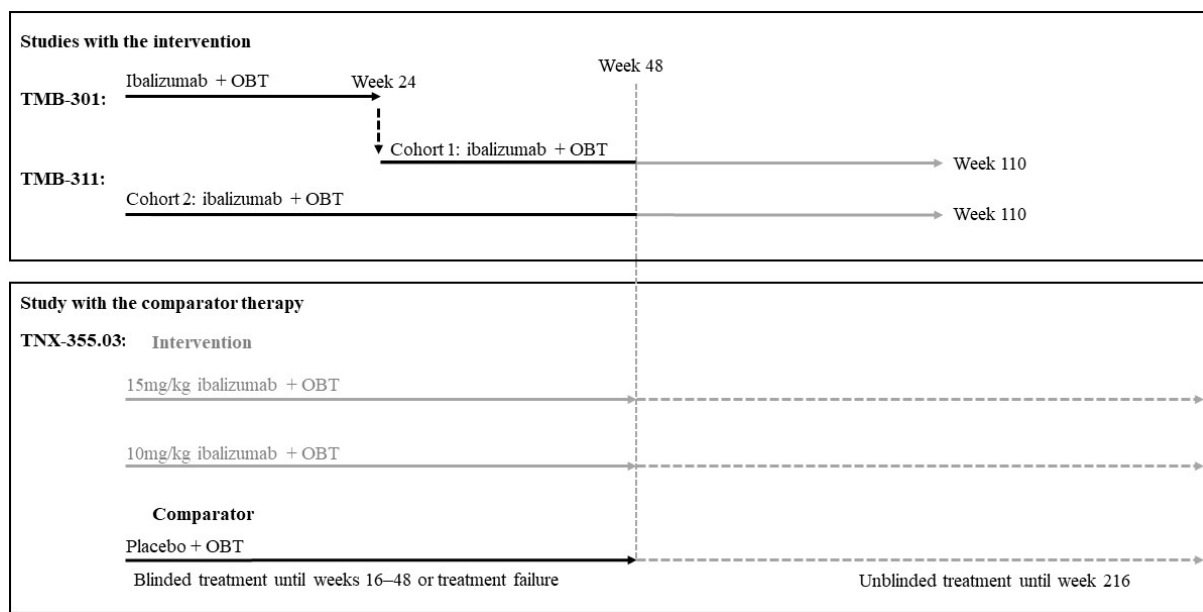 Studies with the intervention
Week 48
Ibalizumab + OBT
Week 24
TMB-301:
Cohort 1: ibalizumab + OBT
Week 110
TMB-311:
Cohort 2: ibalizumab + OBT
Week 110
Study with the comparator therapy
TNX-355.03: Intervention
15mg/kg ibalizumab + OBT
10mg/kg ibalizumab + OBT
Comparator
Placebo + OBT
Blinded treatment until weeks 16–48 or treatment failure
Unblinded treatment until week 216